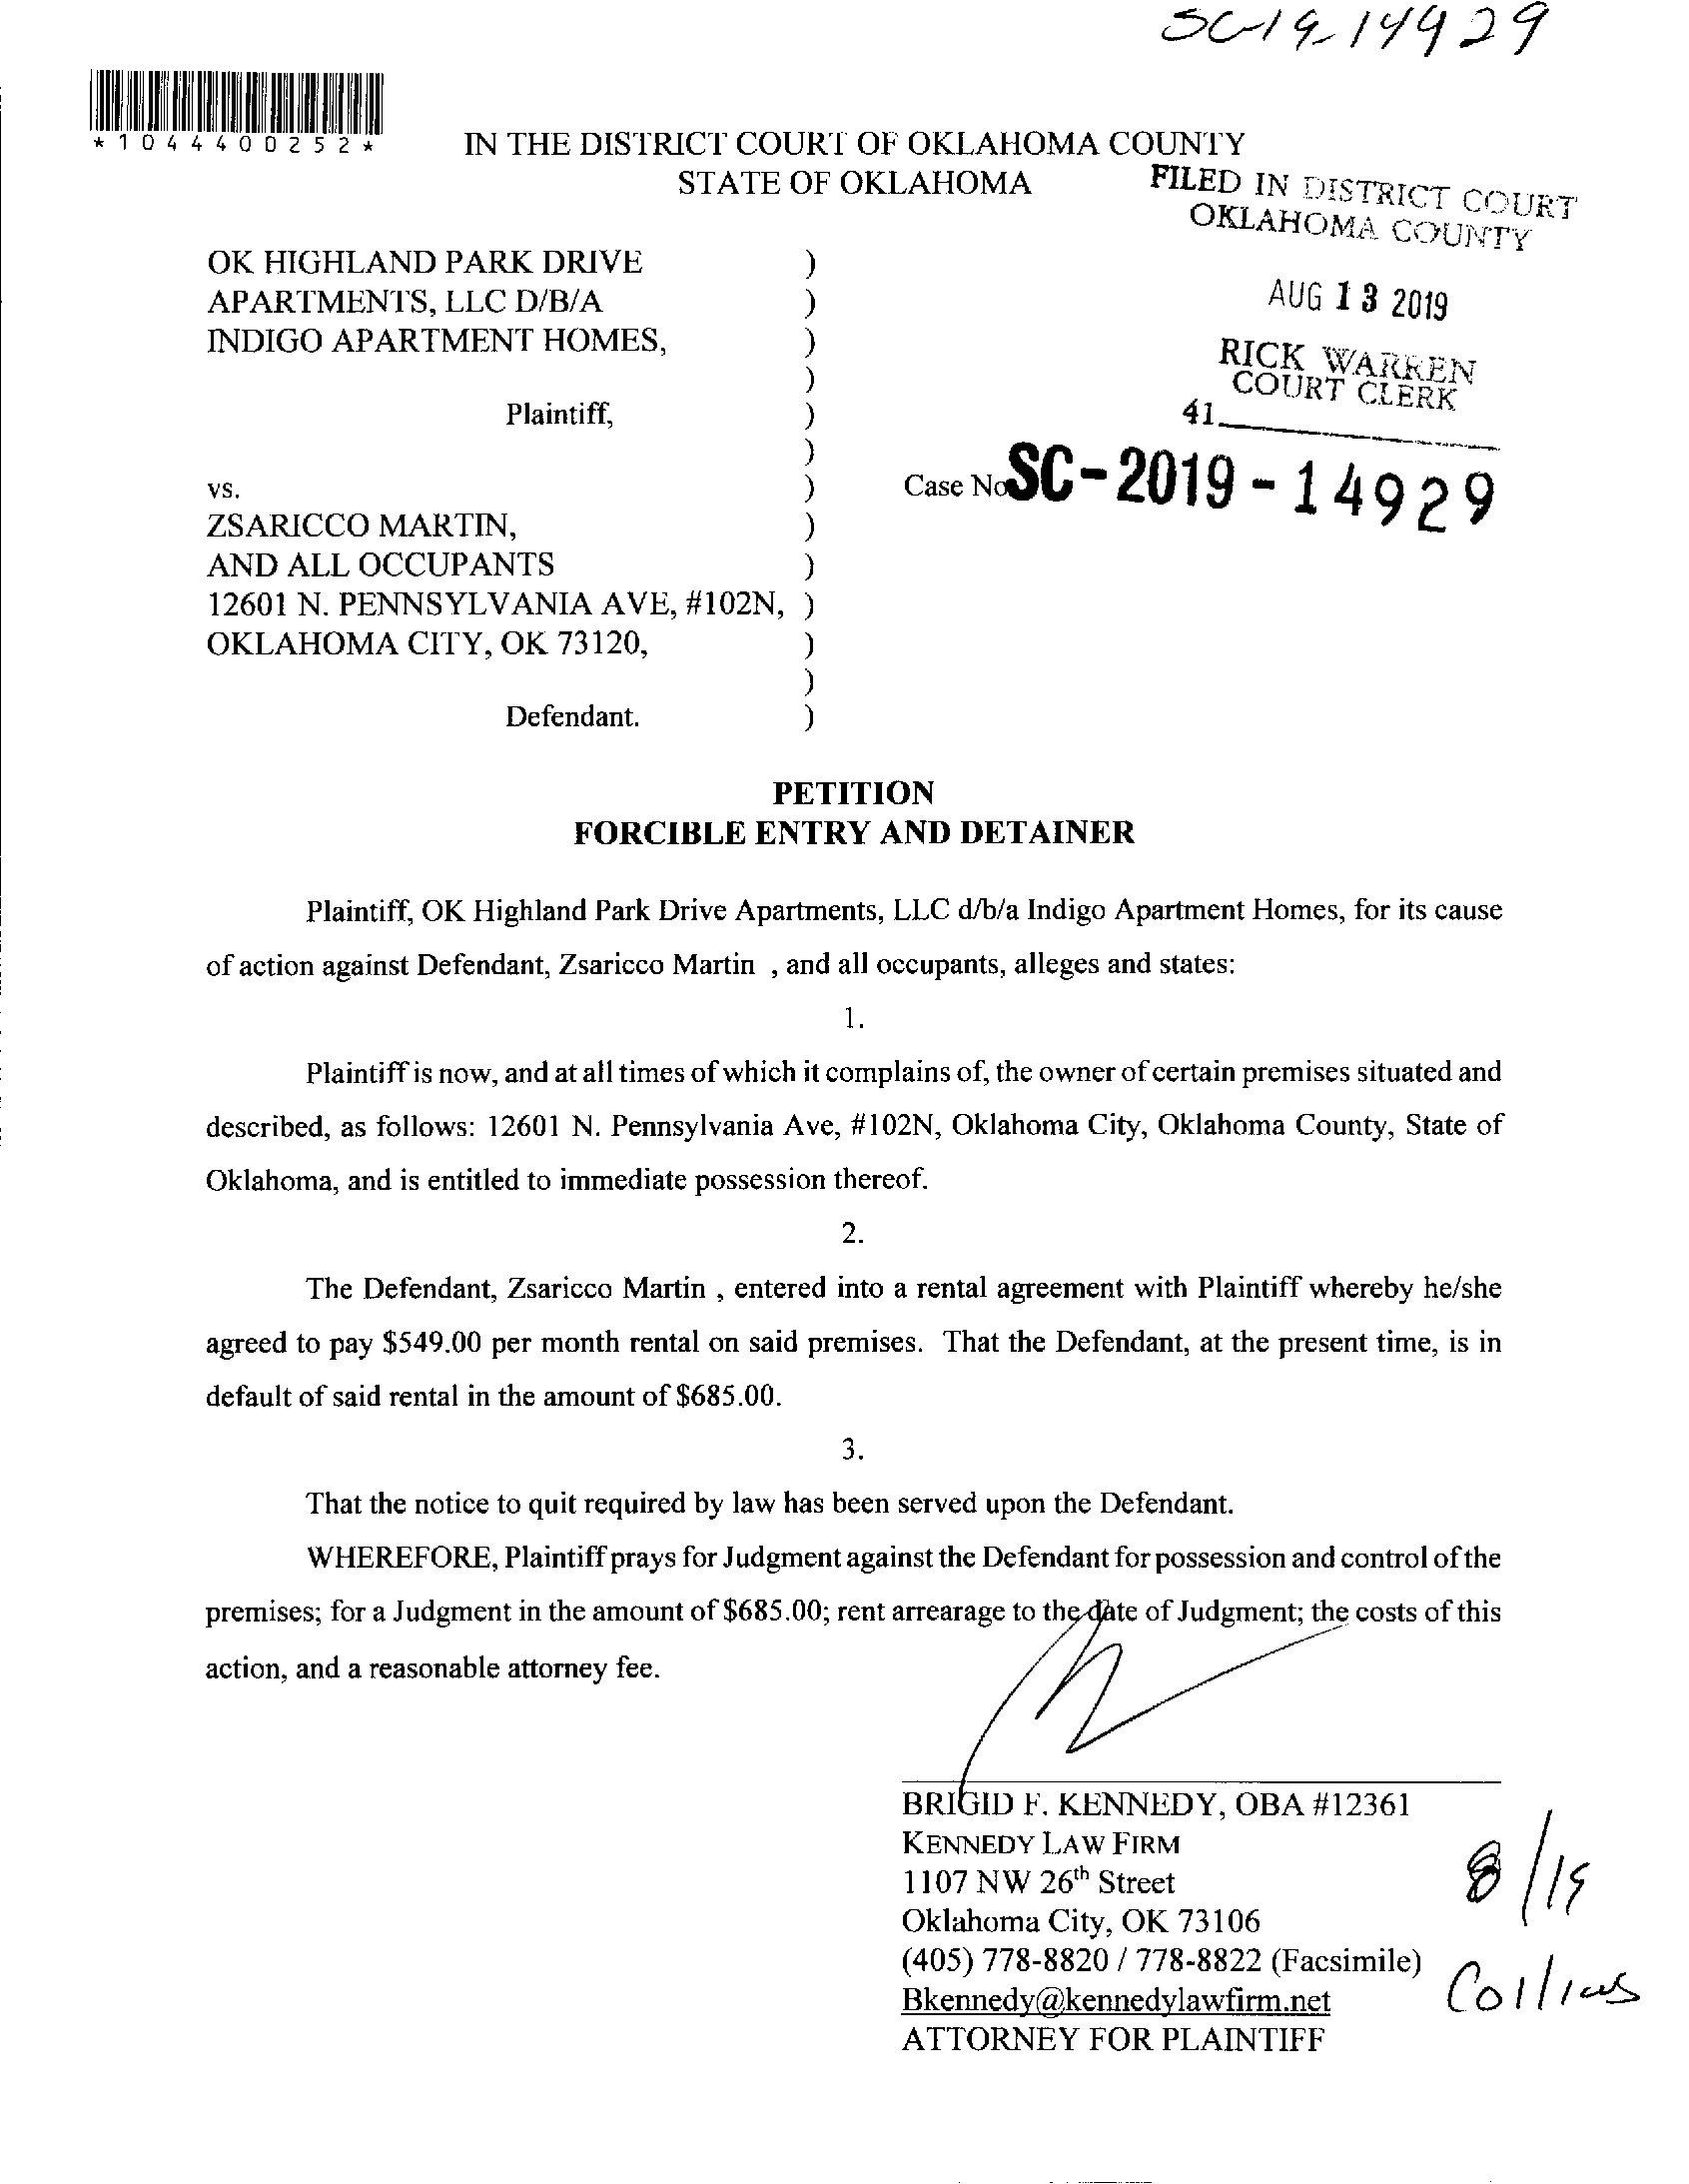 SC-19-14929
*1044400252*
IN THE DISTRICT COURT OF OKLAHOMA COUNTY
STATE OF OKLAHOMA
FILED IN DISTRICT COURT
OKLAHOMA COUNTY
AUG 13 2019
RICK WARREN
COURT CLERK
41
OK HIGHLAND PARK DRIVE )
APARTMENTS, LLC D/B/A )
INDIGO APARTMENT HOMES, )
)
Plaintiff, )
)
vs. ) Case No SC-2019-14929
ZSARICCO MARTIN, )
AND ALL OCCUPANTS )
12601 N. PENNSYLVANIA AVE, #102N, )
OKLAHOMA CITY, OK 73120, )
)
Defendant. )
PETITION
FORCIBLE ENTRY AND DETAINER
Plaintiff, OK Highland Park Drive Apartments, LLC d/b/a Indigo Apartment Homes, for its cause
of action against Defendant, Zsaricco Martin , and all occupants, alleges and states:
1.
Plaintiff is now, and at all times of which it complains of, the owner of certain premises situated and
described, as follows: 12601 N. Pennsylvania Ave, #102N, Oklahoma City, Oklahoma County, State of
Oklahoma, and is entitled to immediate possession thereof.
2.
The Defendant, Zsaricco Martin , entered into a rental agreement with Plaintiff whereby he/she
agreed to pay $549.00 per month rental on said premises. That the Defendant, at the present time, is in
default of said rental in the amount of $685.00.
3.
That the notice to quit required by law has been served upon the Defendant.
WHEREFORE, Plaintiff prays for Judgment against the Defendant for possession and control of the
premises; for a Judgment in the amount of $685.00; rent arrearage to the date of Judgment; the costs of this
action, and a reasonable attorney fee.
BRIGID F. KENNEDY, OBA #12361
KENNEDY LAW FIRM
1107 NW 26th Street
Oklahoma City, OK 73106
(405) 778-8820 / 778-8822 (Facsimile)
Bkennedy@kennedylawfirm.net
ATTORNEY FOR PLAINTIFF
8/19
Collins